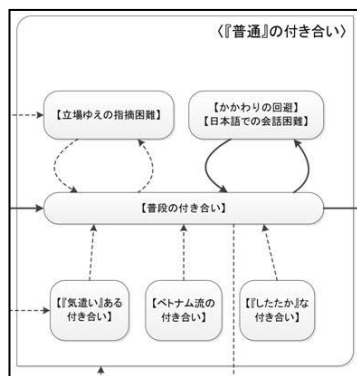 〈『普通』の付き合い〉
【立場ゆえの指摘困難】
【かかわりの回避】
【日本語での会話困難】
【普段の付き合い】
【『気遣い』ある
付き合い】
【ベトナム流の
付き合い】
【『したたか』な
付き合い】